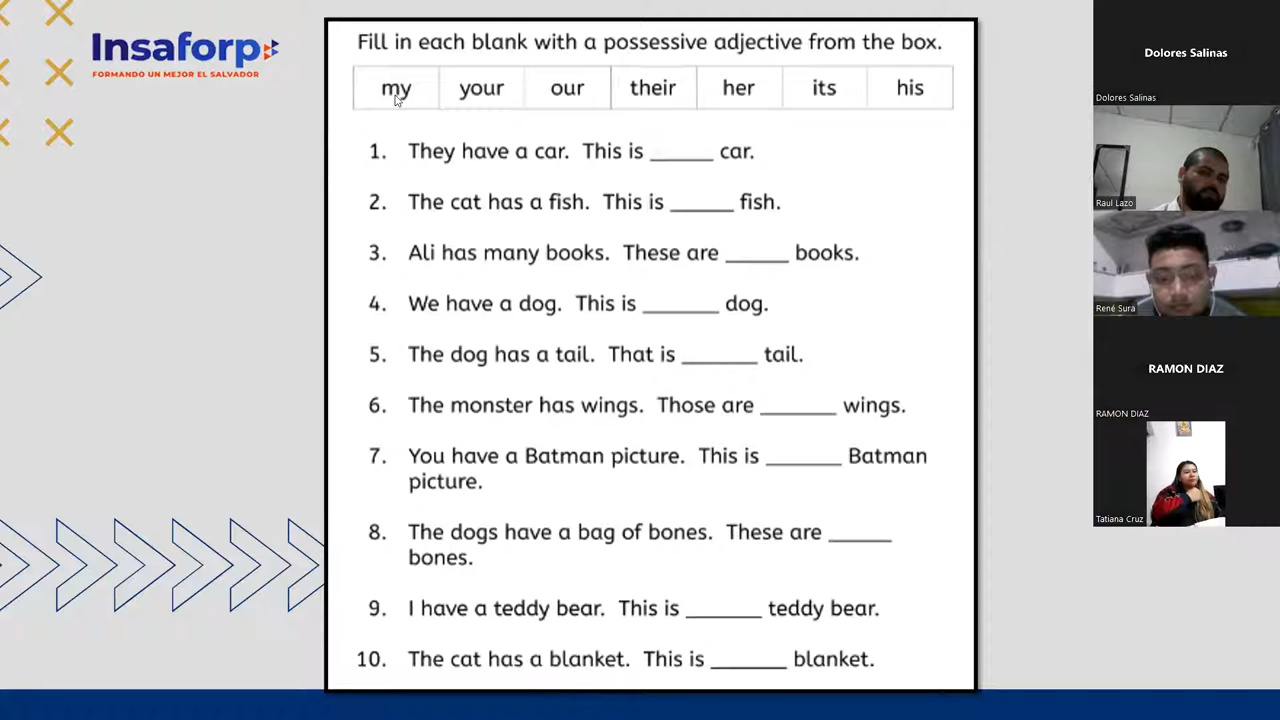 Insaforp
FORMANDO UN MEJOR EL SALVADOR
Fill in each blank with a possessive adjective from the box.
my your our their her its his
1. They have a car. This is ______ car.
2. The cat has a fish. This is ______ fish.
3. Ali has many books. These are ______ books.
4. We have a dog. This is _______ dog.
5. The dog has a tail. That is _______ tail.
6. The monster has wings. Those are _______ wings.
7. You have a Batman picture. This is _______ Batman
picture.
8. The dogs have a bag of bones. These are ______
bones.
9. I have a teddy bear. This is _______ teddy bear.
10. The cat has a blanket. This is _______ blanket.
Dolores Salinas
Dolores Salinas
Raul Lazo
René Sura
RAMON DIAZ
RAMON DIAZ
Tatiana Cruz